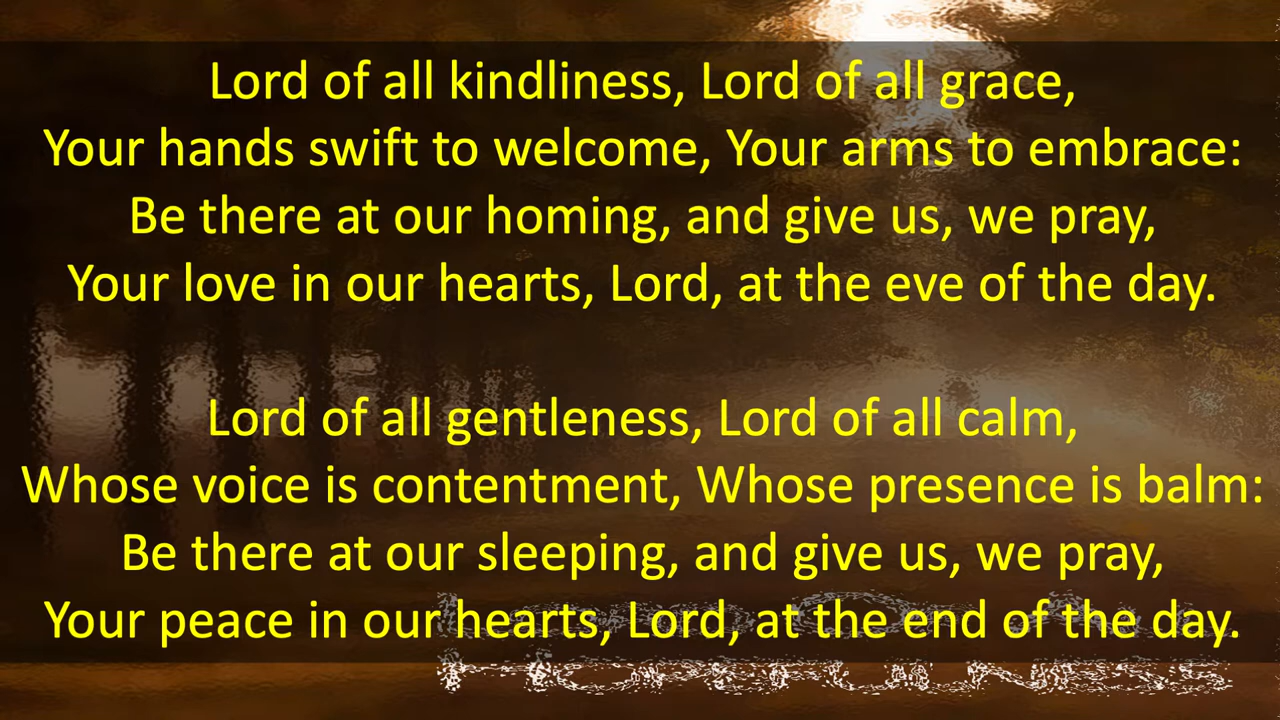 Lord of all kindliness, Lord of all grace,
Your hands swift to welcome, Your arms to embrace:
Be there at our homing, and give us, we pray,
Your love in our hearts, Lord, at the eve of the day.
Lord of all gentleness, Lord of all calm,
Whose voice is contentment, Whose presence is balm:
Be there at our sleeping, and give us, we pray,
Your peace in our hearts, Lord, at the end of the day.
HOPEFULNESS